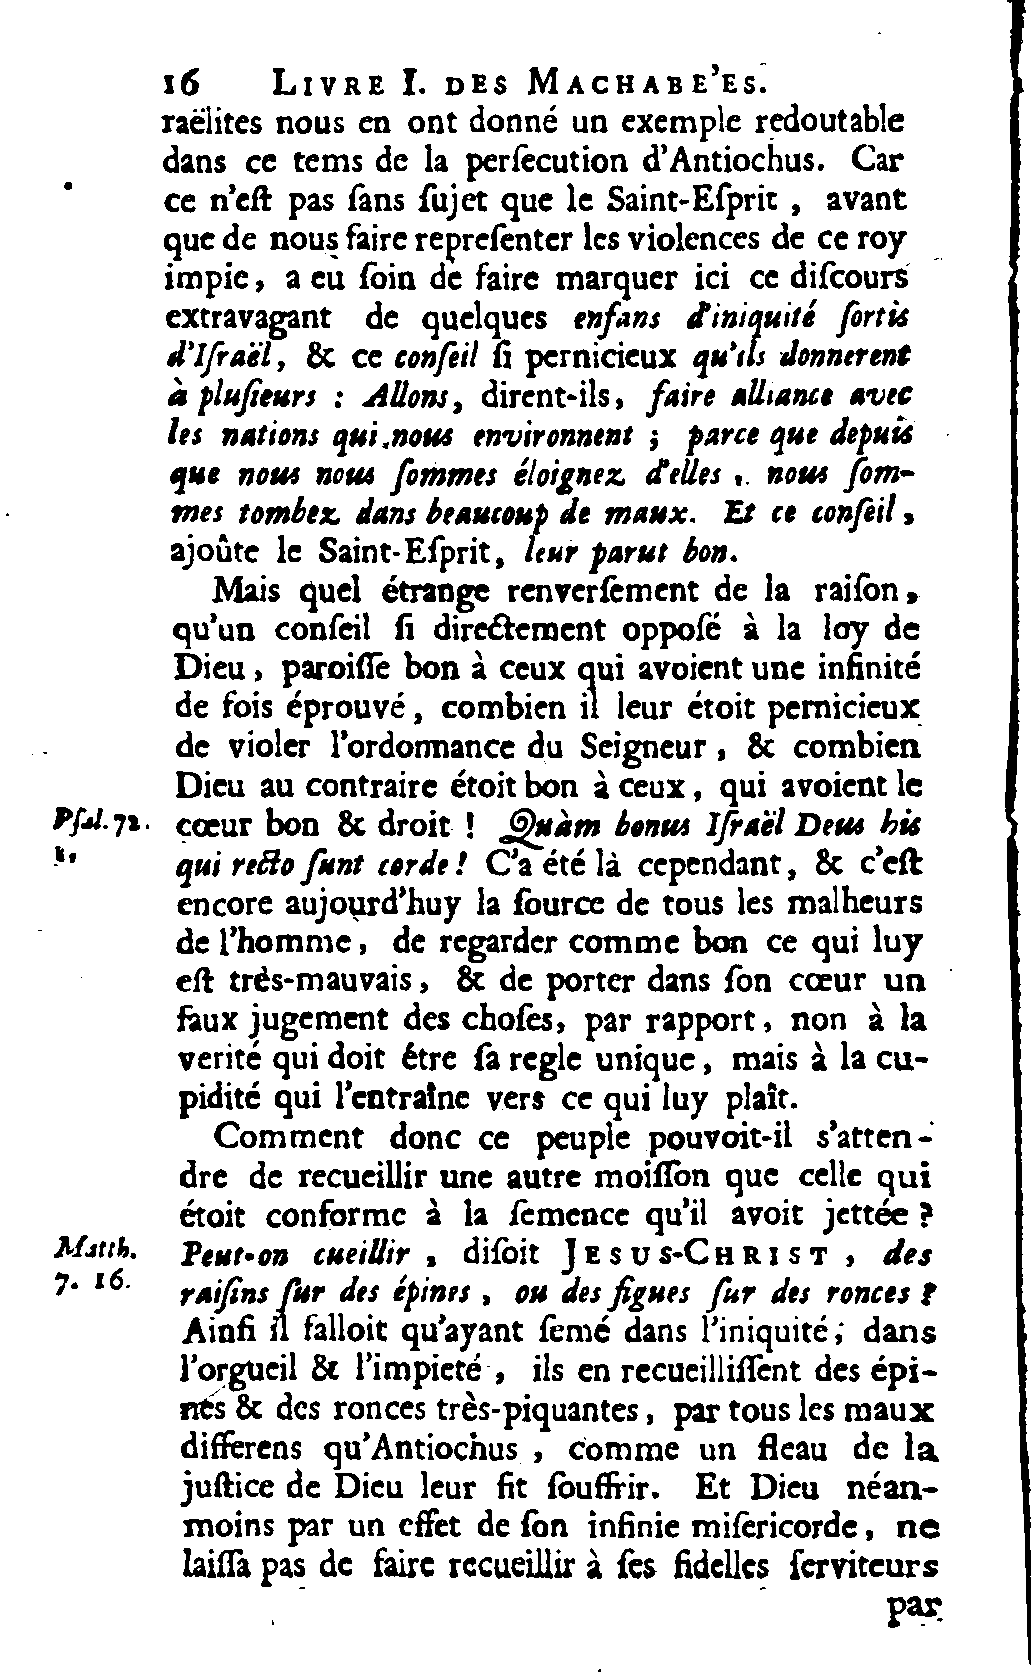 16 LIVRE I. DES MACHABE'ES.
raëlites nous en ont donné un exemple redoutable
dans ce tems de la perſecution d'Antiochus. Car
ce n'eſt pas ſans ſujet que le Saint-Eſprit, avant
que de nous faire repreſenter les violences de ce roy
impie, a eu ſoin de faire marquer ici ce diſcours
extravagant de quelques enfans d'iniquité ſortis
d'Iſraël, & ce conſeil ſi pernicieux qu'ils donnerent
à pluſieurs : Allons, dirent-ils, faire alliance avec
les nations qui nous environnent ; parce que depuis
que nous nous ſommes éloignez d'elles, nous ſom-
mes tombez dans beaucoup de maux. Et ce conſeil,
ajoûte le Saint-Eſprit, leur parut bon.
Mais quel étrange renverſement de la raiſon,
qu'un conſeil ſi directement oppoſé à la loy de
Dieu, paroiſſe bon à ceux qui avoient une infinité
de fois éprouvé, combien il leur étoit pernicieux
de violer l'ordonnance du Seigneur, & combien
Dieu au contraire étoit bon à ceux, qui avoient le
Pſal. 72. cœur bon & droit ! Quàm bonus Iſraël Deus his
1. qui recto ſunt corde ! C'a été là cependant, & c'eſt
encore aujourd'huy la ſource de tous les malheurs
de l'homme, de regarder comme bon ce qui luy
eſt très-mauvais, & de porter dans ſon cœur un
faux jugement des choſes, par rapport, non à la
verité qui doit être ſa regle unique, mais à la cu-
pidité qui l'entraîne vers ce qui luy plaît.
Comment donc ce peuple pouvoit-il s'atten-
dre de recueillir une autre moiſſon que celle qui
étoit conforme à la ſemence qu'il avoit jettée ?
Matth. Peut-on cueillir, diſoit JESUS-CHRIST, des
7. 16. raiſins ſur des épines, ou des figues ſur des ronces ?
Ainſi il falloit qu'ayant ſemé dans l'iniquité, dans
l'orgueil & l'impieté, ils en recueilliſſent des épi-
nes & des ronces très-piquantes, par tous les maux
differens qu'Antiochus, comme un fleau de la
juſtice de Dieu leur fit ſouffrir. Et Dieu néan-
moins par un effet de ſon infinie miſericorde, ne
laiſſa pas de faire recueillir à ſes fidelles ſerviteurs
par